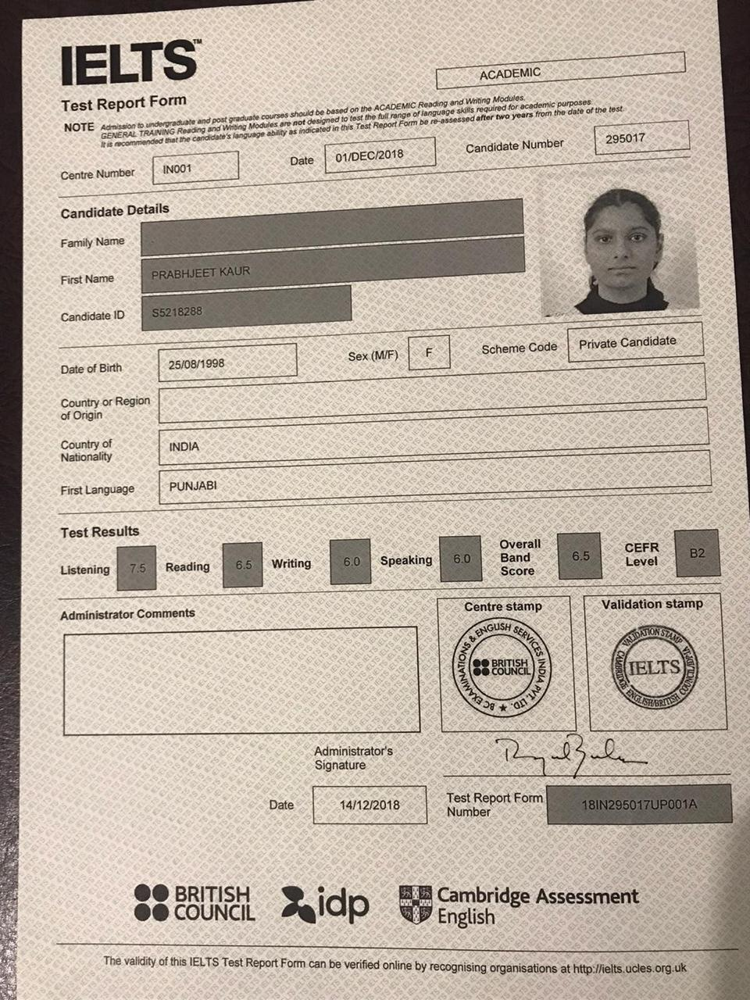 IELTS™
ACADEMIC
Test Report Form
NOTE Admission to undergraduate and post graduate courses should be based on the ACADEMIC Reading and Writing Modules.
GENERAL TRAINING Reading and Writing Modules are not designed to test the full range of language skills required for academic purposes.
It is recommended that the candidate's language ability as indicated in this Test Report Form be re-assessed after two years from the date of the test.
Centre Number IN001 Date 01/DEC/2018 Candidate Number 295017
Candidate Details
Family Name
First Name PRABHJEET KAUR
Candidate ID S5218288
Date of Birth 25/08/1998 Sex (M/F) F Scheme Code Private Candidate
Country or Region
of Origin
Country of
Nationality INDIA
First Language PUNJABI
Test Results
Listening 7.5 Reading 6.5 Writing 6.0 Speaking 6.0 Overall Band Score 6.5 CEFR Level B2
Administrator Comments
Centre stamp
BC EXAMINATIONS & ENGLISH SERVICES INDIA PVT. LTD. ★
BRITISH
COUNCIL
Validation stamp
VALIDATION STAMP
CAMBRIDGE ENGLISH/BRITISH COUNCIL/IDP:IA
IELTS
Administrator's
Signature
Date 14/12/2018
Test Report Form
Number 18IN295017UP001A
BRITISH
COUNCIL
idp
Cambridge Assessment
English
The validity of this IELTS Test Report Form can be verified online by recognising organisations at http://ielts.ucles.org.uk